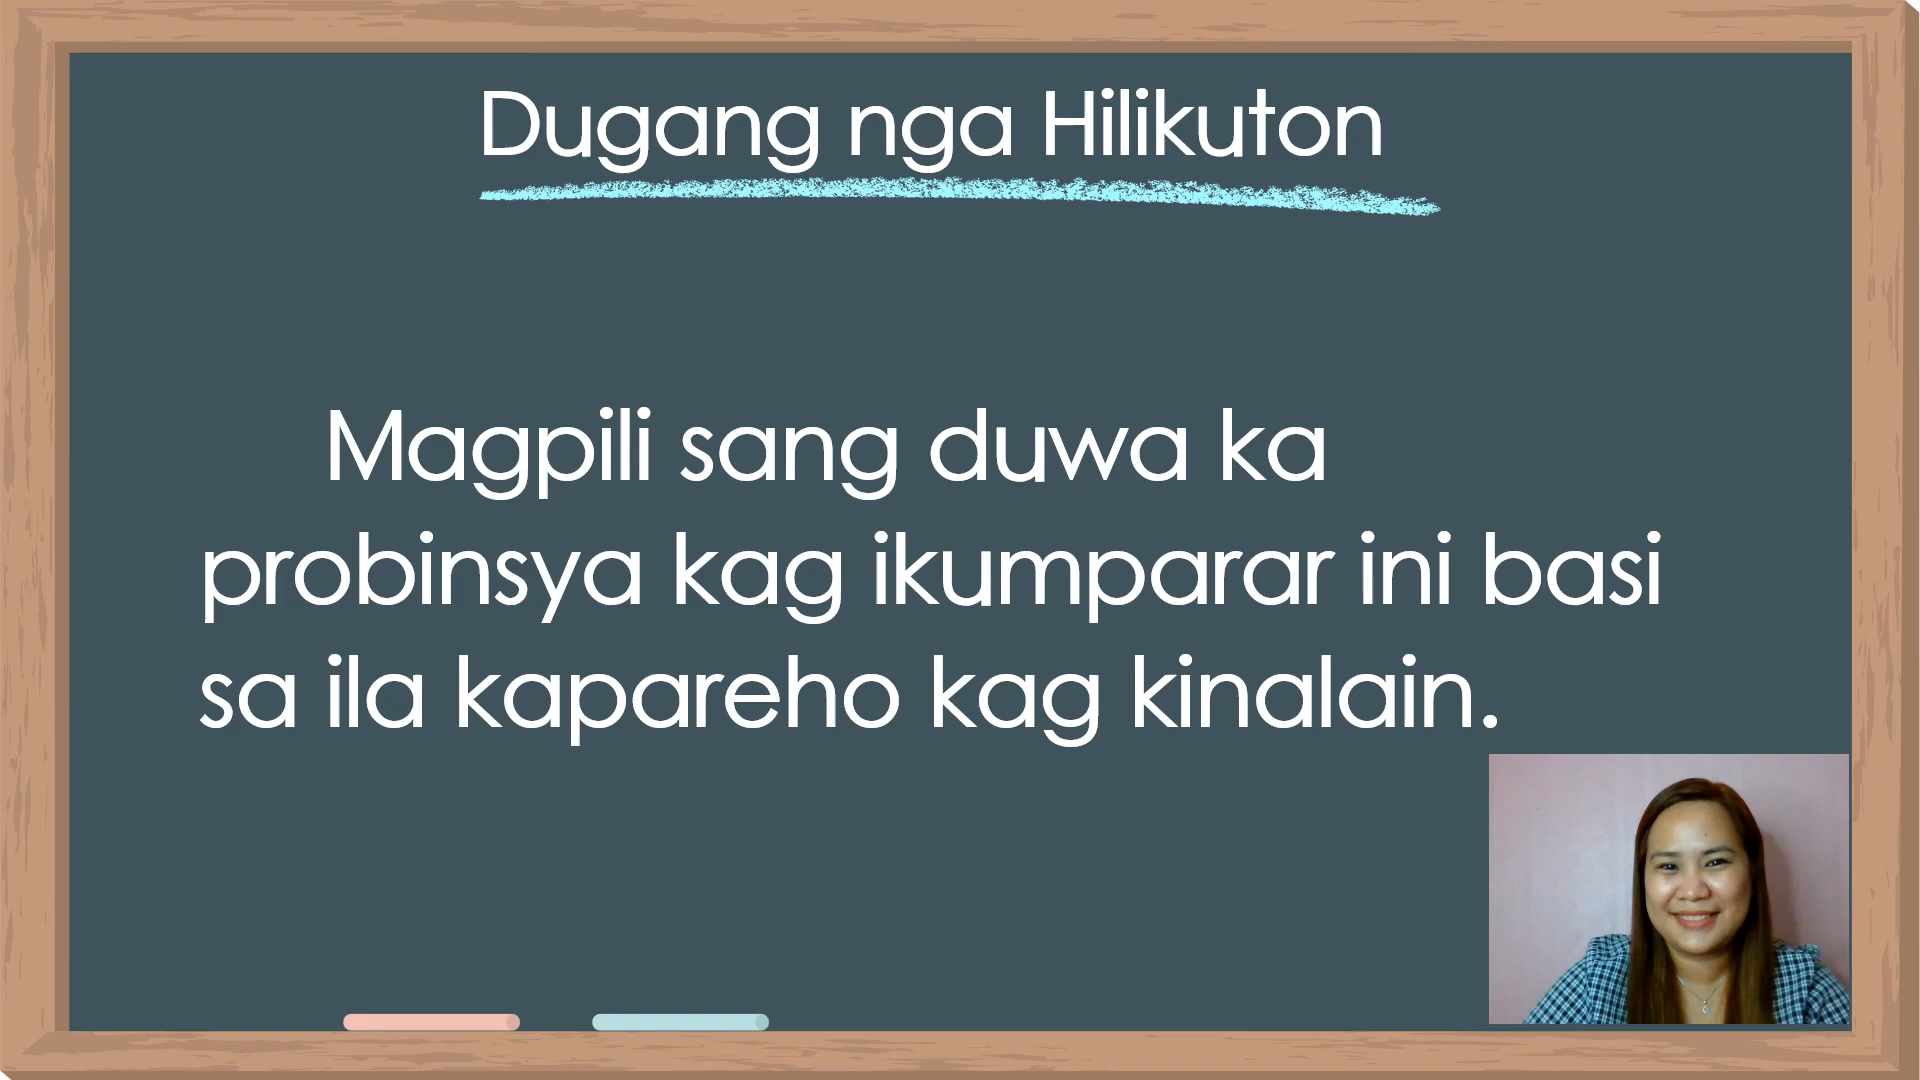 Dugang nga Hilikuton
Magpili sang duwa ka
probinsya kag ikumparar ini basi
sa ila kapareho kag kinalain.